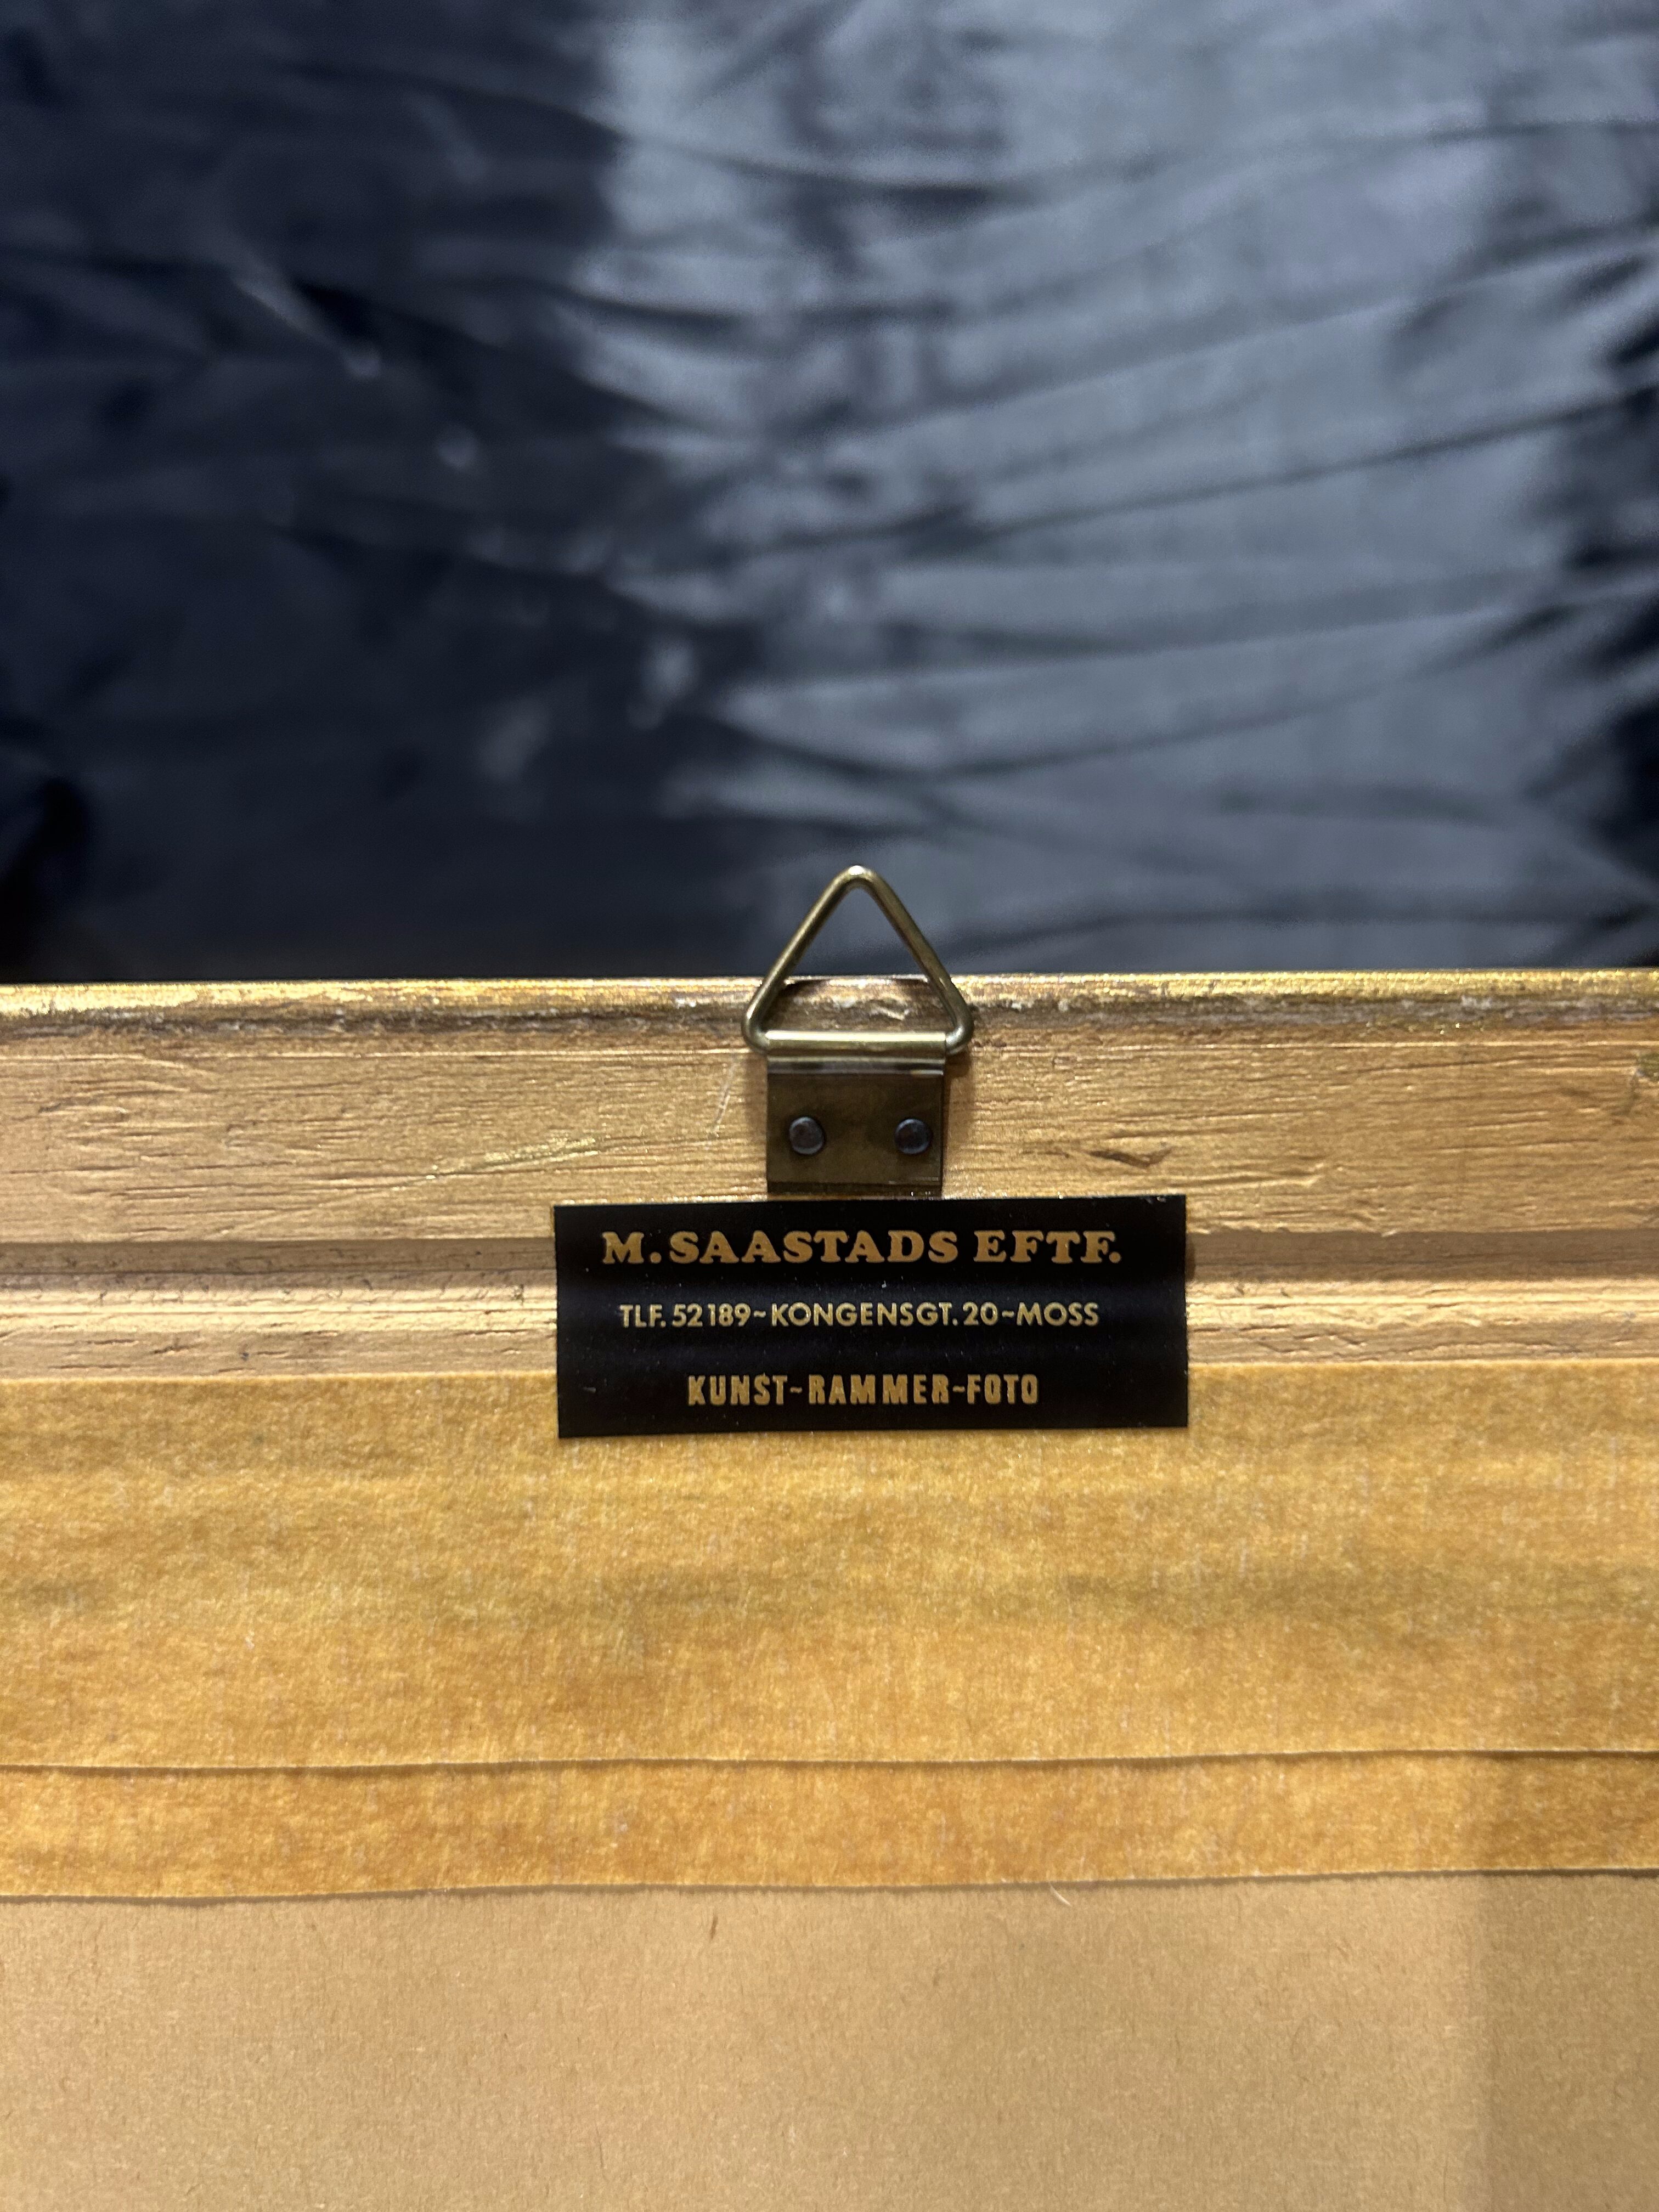 M. SAASTADS EFTF.
TLF. 52189~KONGENSGT. 20~MOSS
KUNST~RAMMER~FOTO